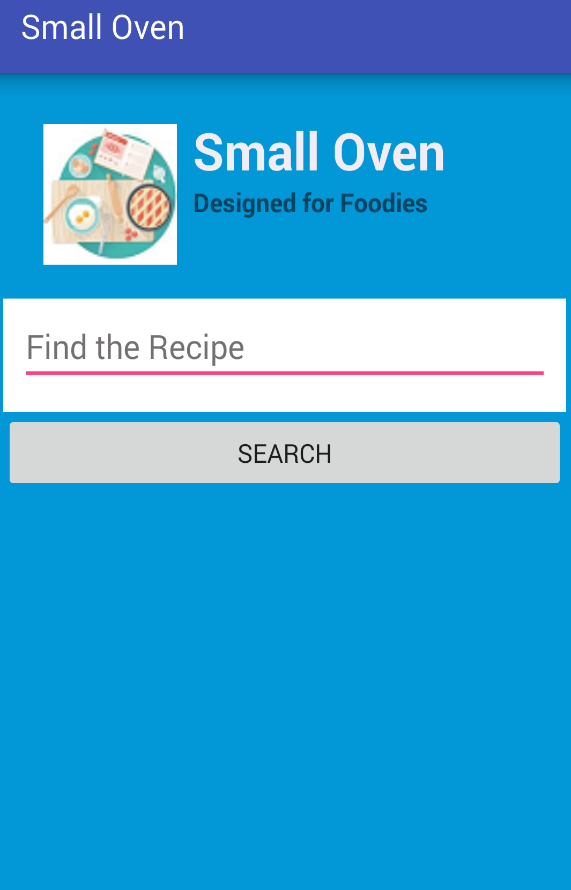 Small Oven
Small Oven
Designed for Foodies
Find the Recipe
SEARCH